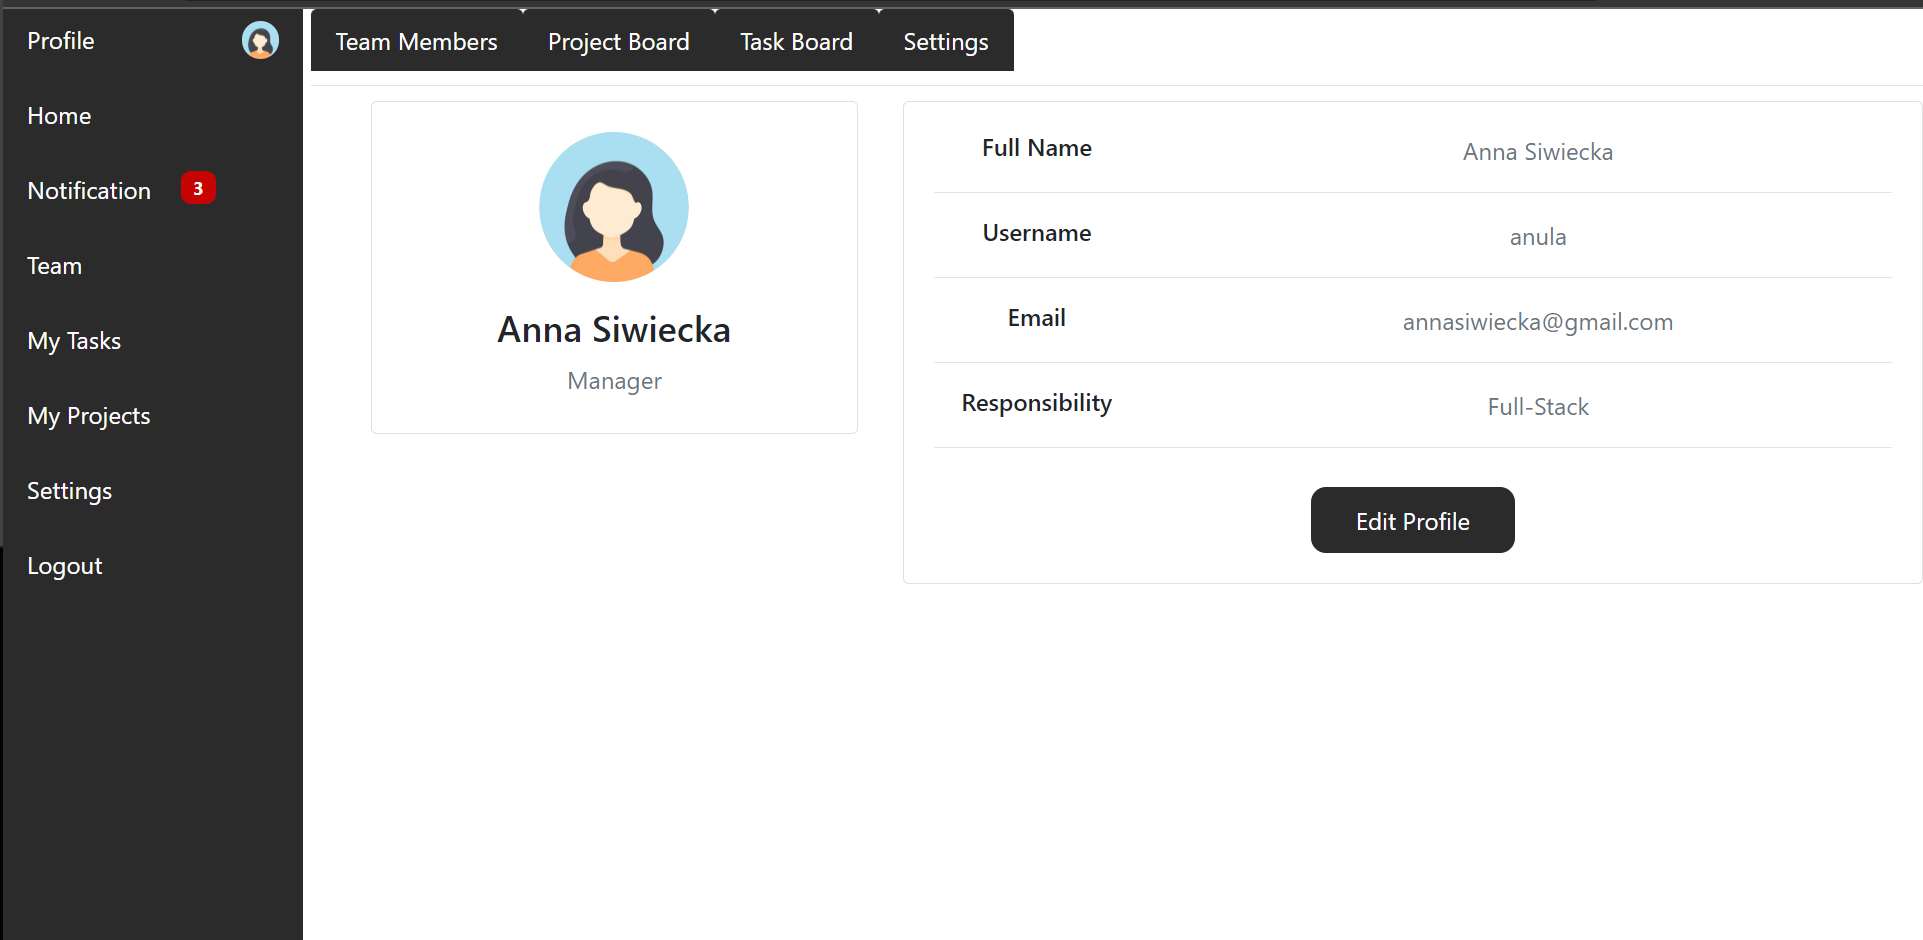 Profile
Home
Notification 3
Team
My Tasks
My Projects
Settings
Logout
Team Members Project Board Task Board Settings
Anna Siwiecka
Manager
Full Name Anna Siwiecka
Username anula
Email annasiwiecka@gmail.com
Responsibility Full-Stack
Edit Profile